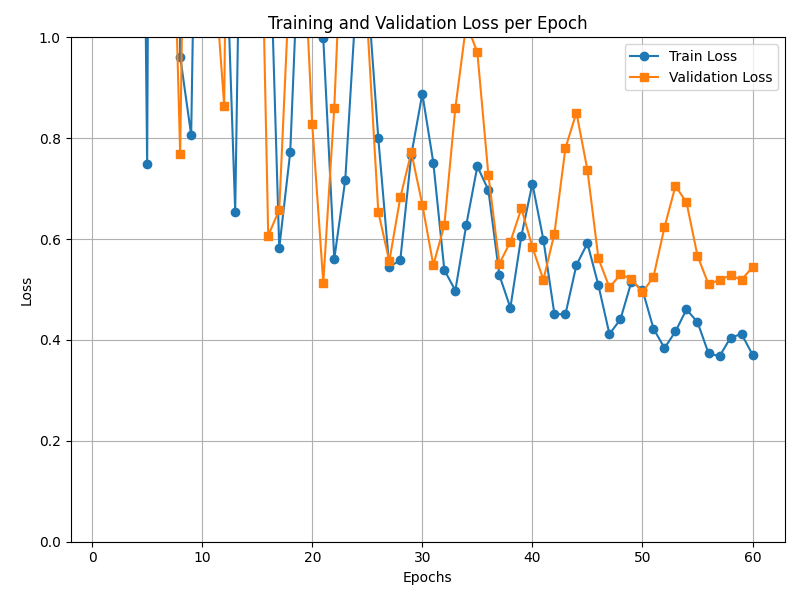 Training and Validation Loss per Epoch
Train Loss
Validation Loss
Loss
1.0
0.8
0.6
0.4
0.2
0.0
0 10 20 30 40 50 60
Epochs